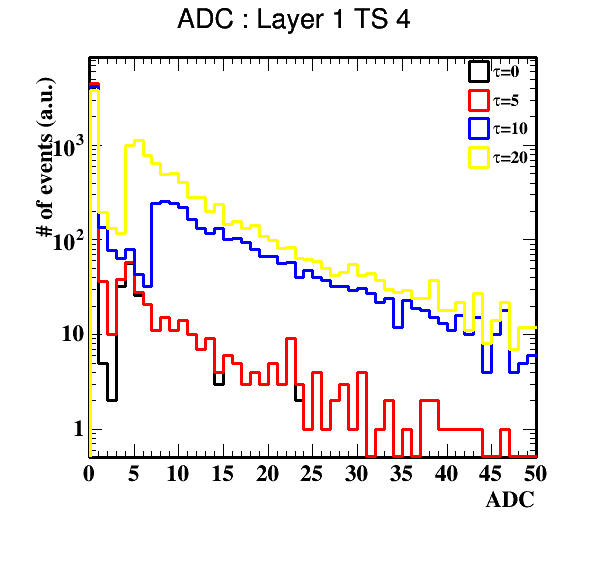 ADC : Layer 1 TS 4
# of events (a.u.)
10³
10²
10
1
τ=0
τ=5
τ=10
τ=20
0 5 10 15 20 25 30 35 40 45 50
ADC